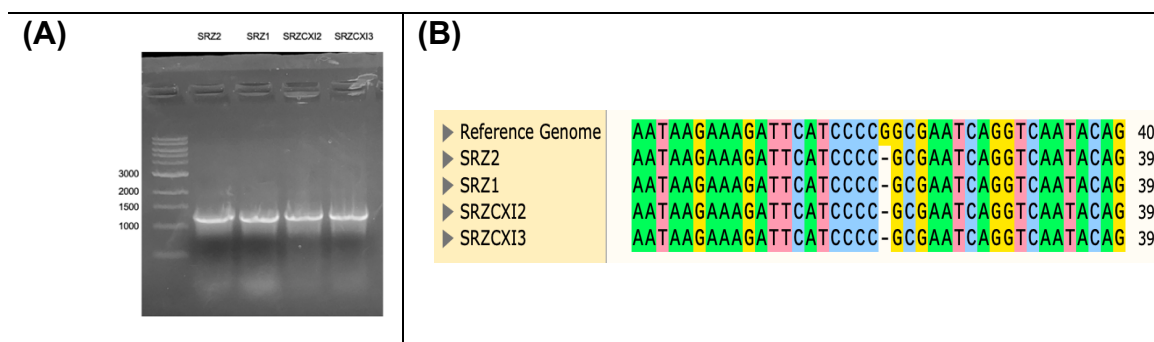 (A)
SRZ2 SRZ1 SRZCXI2 SRZCXI3
3000
2000
1500
1000
(B)
Reference Genome AATAAGAAAGATTCATCCCCGGCGAATCAGGTCAATACAG 40
SRZ2 AATAAGAAAGATTCATCCCC-GCGAATCAGGTCAATACAG 39
SRZ1 AATAAGAAAGATTCATCCCC-GCGAATCAGGTCAATACAG 39
SRZCXI2 AATAAGAAAGATTCATCCCC-GCGAATCAGGTCAATACAG 39
SRZCXI3 AATAAGAAAGATTCATCCCC-GCGAATCAGGTCAATACAG 39